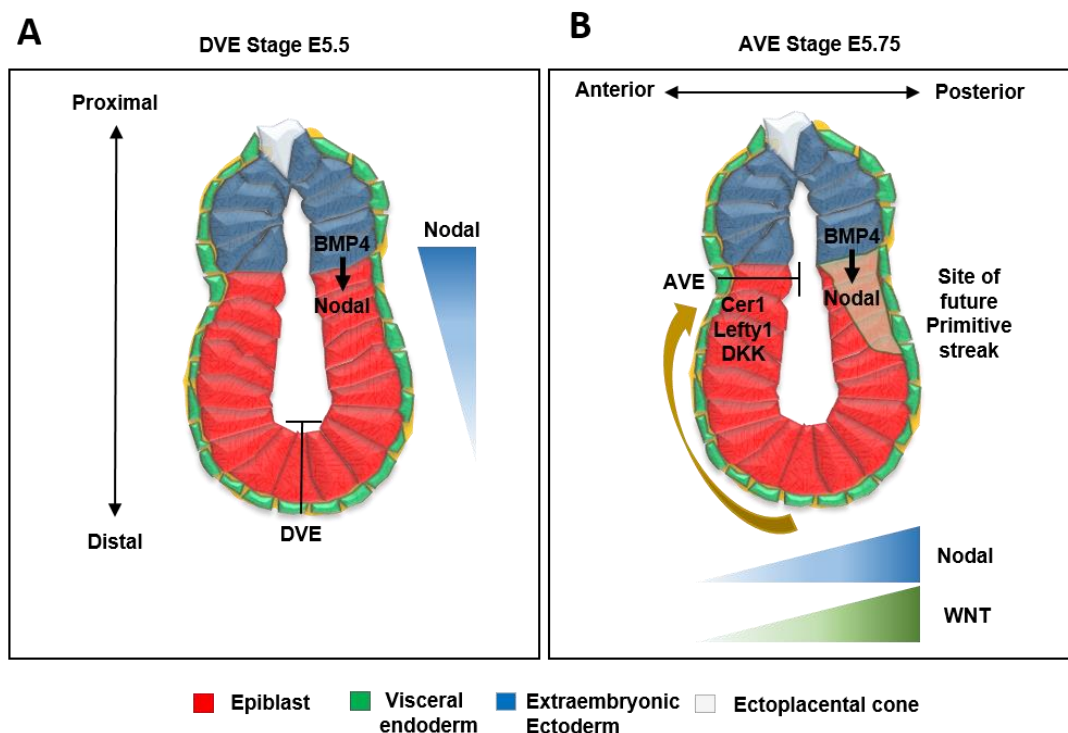 A
DVE Stage E5.5
Proximal
BMP4
Nodal
Nodal
DVE
Distal
B
AVE Stage E5.75
Anterior
Posterior
BMP4
AVE
Nodal
Cer1
Lefty1
DKK
Site of
future
Primitive
streak
Nodal
WNT
Epiblast
Visceral
endoderm
Extraembryonic
Ectoderm
Ectoplacental cone